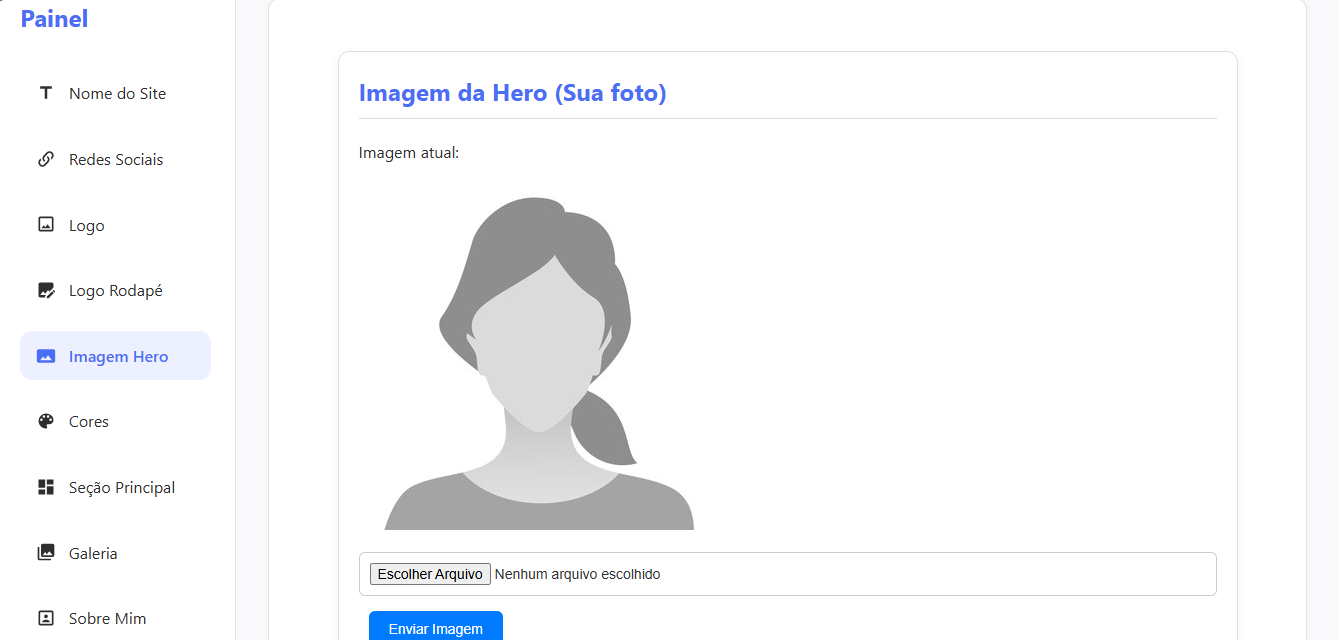 Painel
Nome do Site
Redes Sociais
Logo
Logo Rodapé
Imagem Hero
Cores
Seção Principal
Galeria
Sobre Mim
Imagem da Hero (Sua foto)
Imagem atual:
Escolher Arquivo Nenhum arquivo escolhido
Enviar Imagem